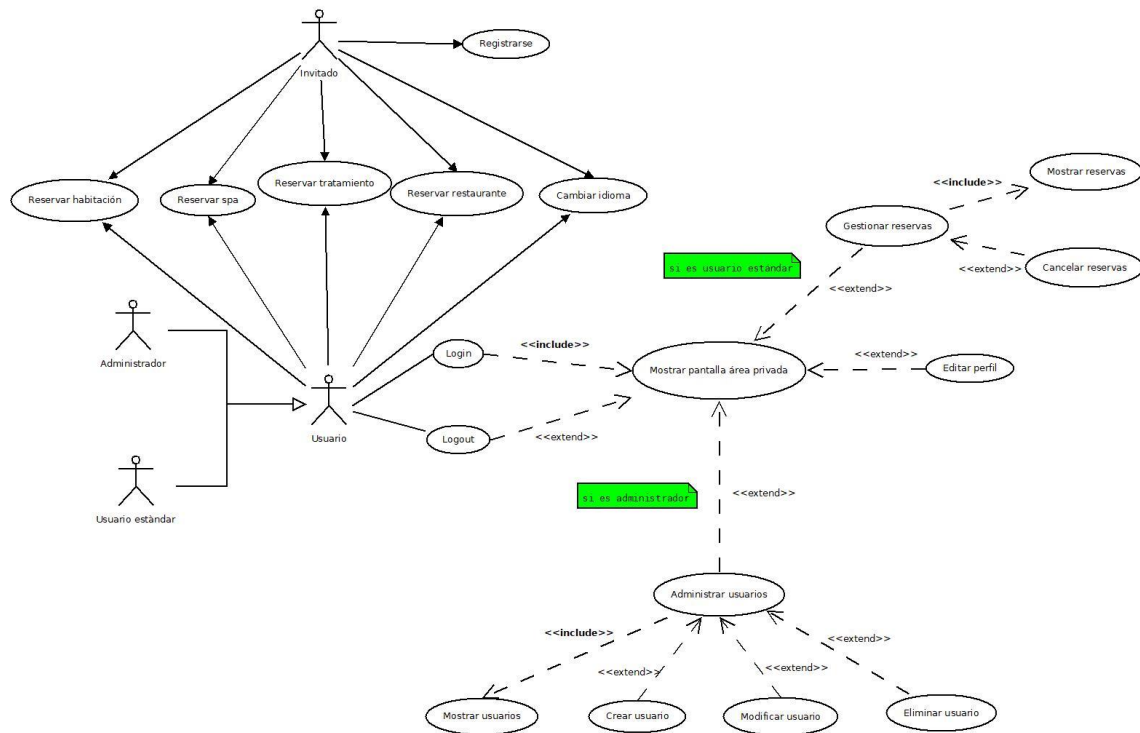 Registrarse
Invitado
Reservar habitación
Reservar spa
Reservar tratamiento
Reservar restaurante
Cambiar idioma
Mostrar reservas
<<include>>
Gestionar reservas
si es usuario estándar
<<extend>>
Cancelar reservas
<<extend>>
Administrador
Login
<<include>>
Mostrar pantalla área privada
<<extend>>
Editar perfil
Usuario
Logout
<<extend>>
Usuario estàndar
si es administrador
<<extend>>
Administrar usuarios
<<include>>
<<extend>>
<<extend>>
<<extend>>
Mostrar usuarios
Crear usuario
Modificar usuario
Eliminar usuario